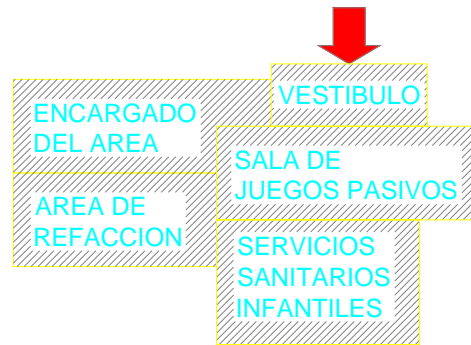 VESTIBULO
ENCARGADO
DEL AREA
SALA DE
JUEGOS PASIVOS
AREA DE
REFACCION
SERVICIOS
SANITARIOS
INFANTILES